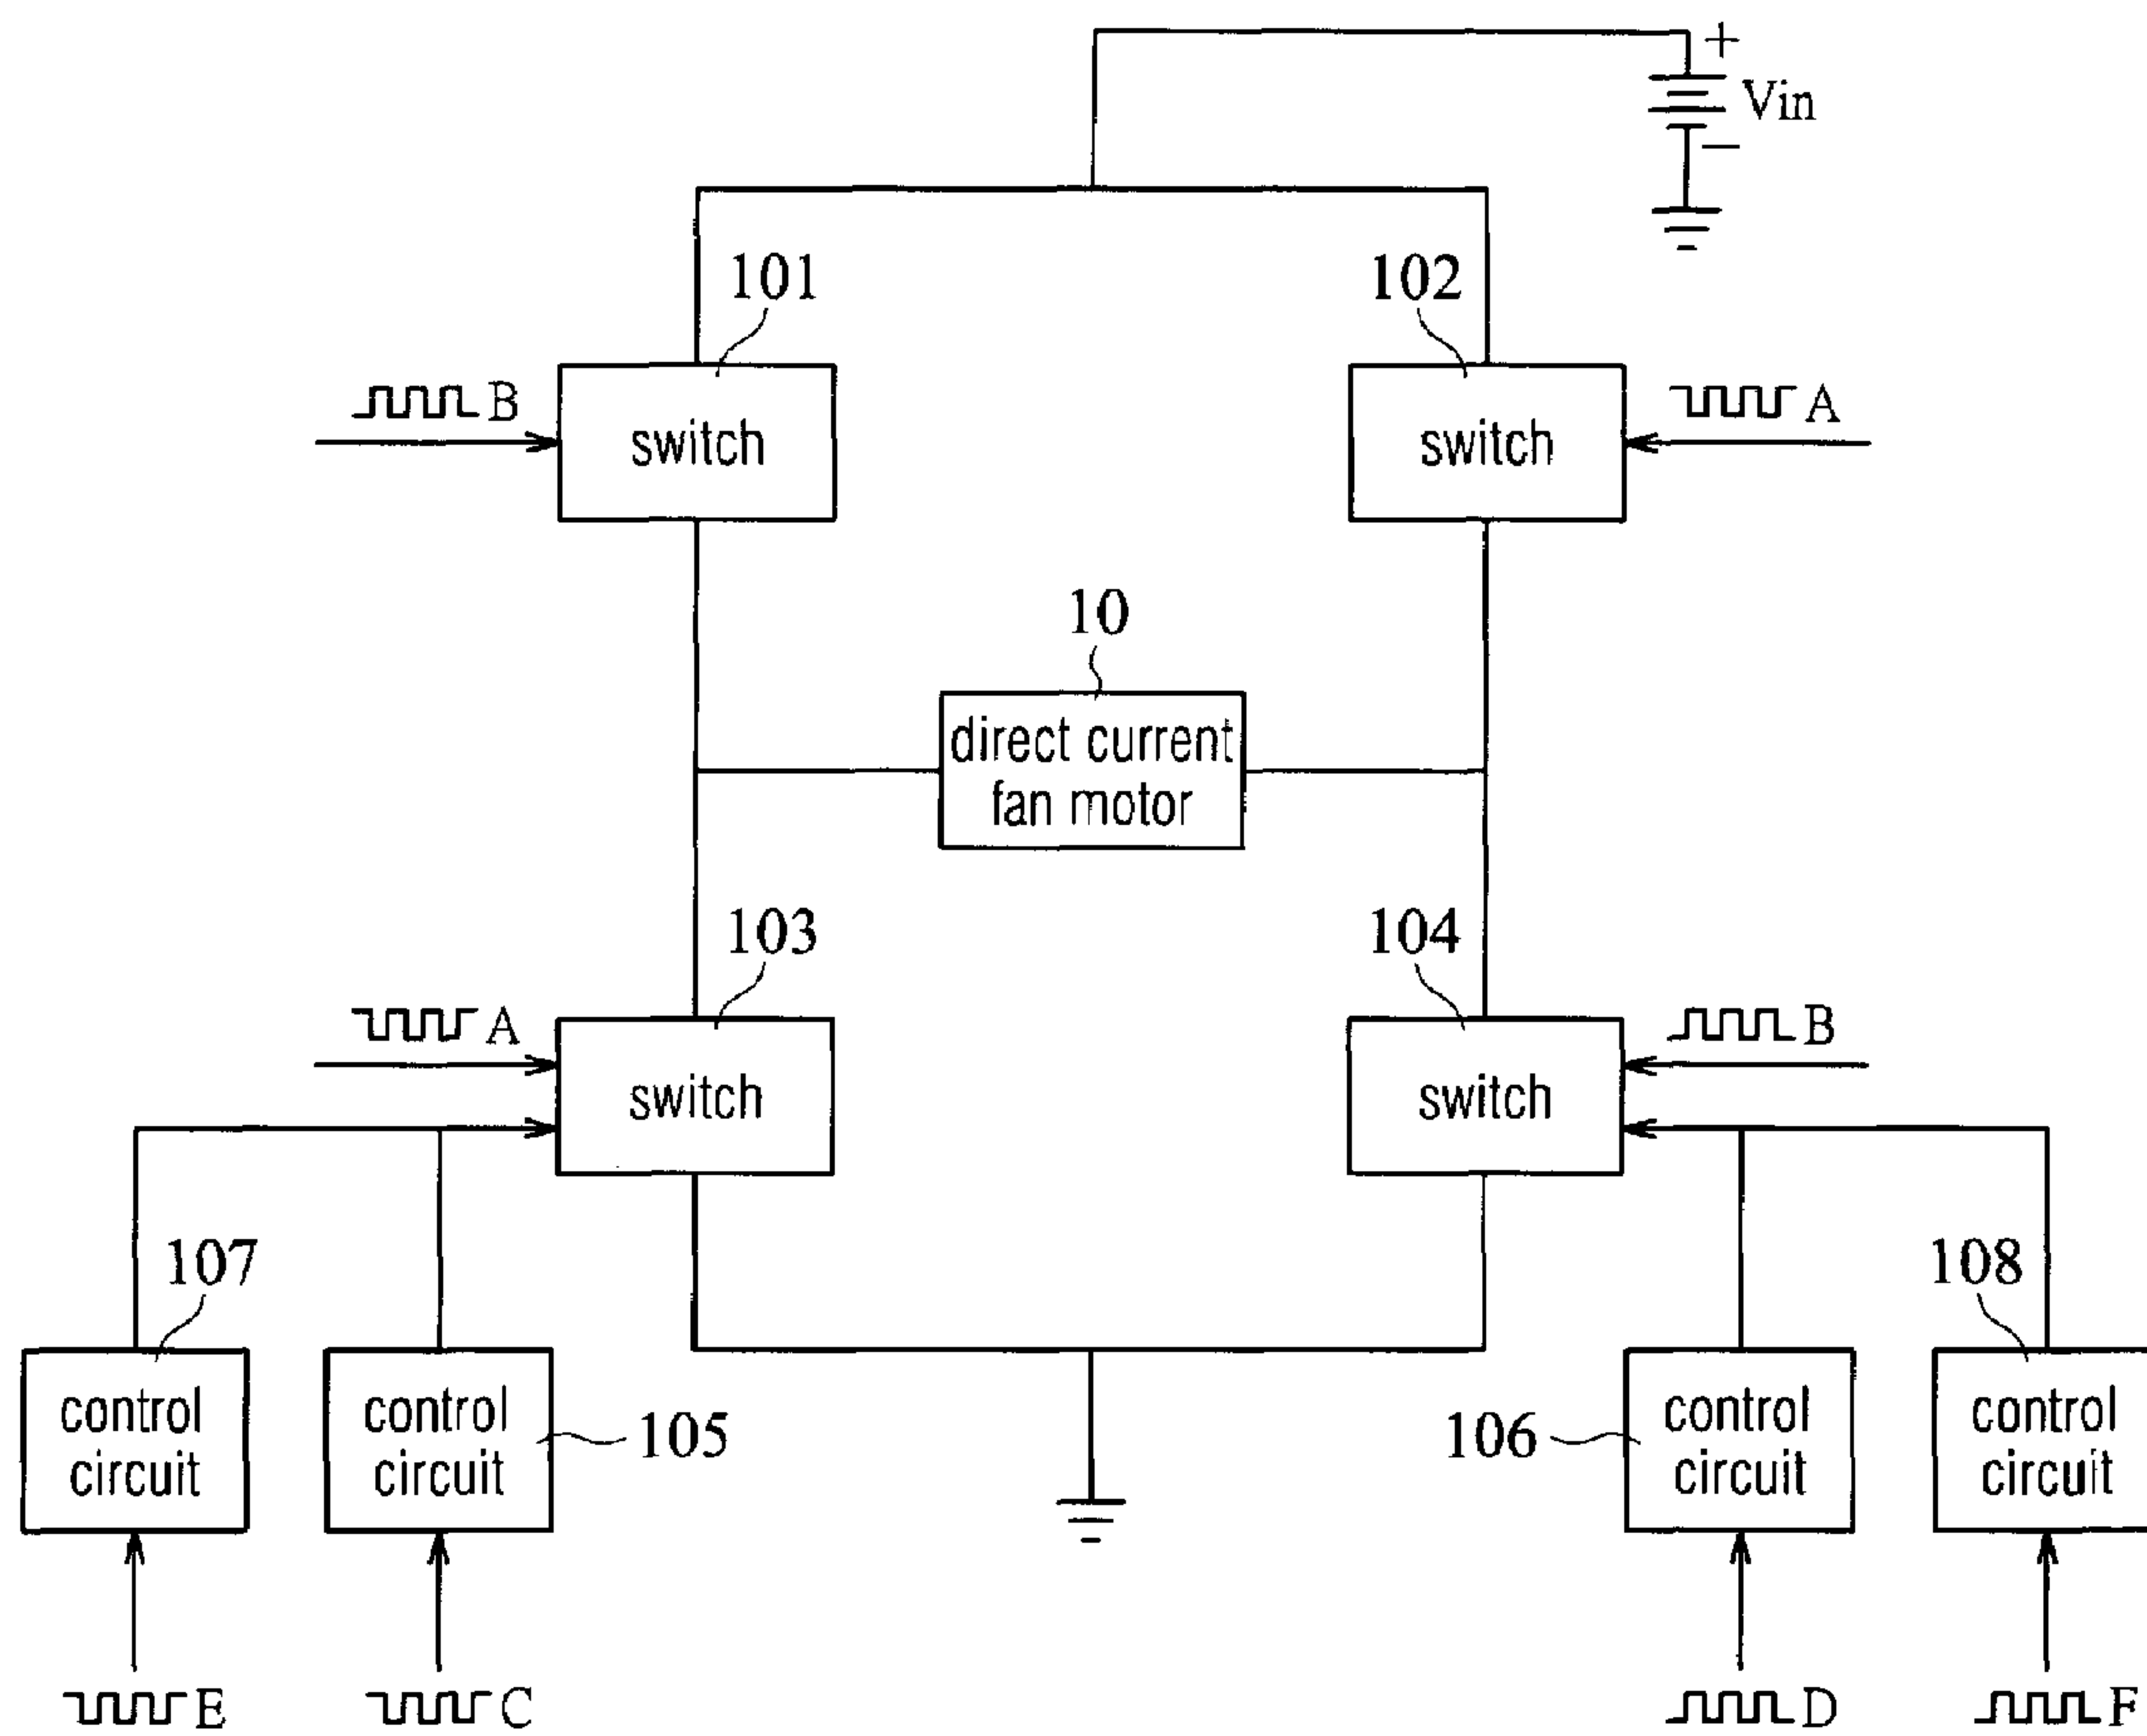 +
Vin
−
101
102
B
switch
switch
A
10
direct current
fan motor
103
104
A
switch
switch
B
107
108
control
circuit
control
circuit
105
106
control
circuit
control
circuit
E
C
D
F